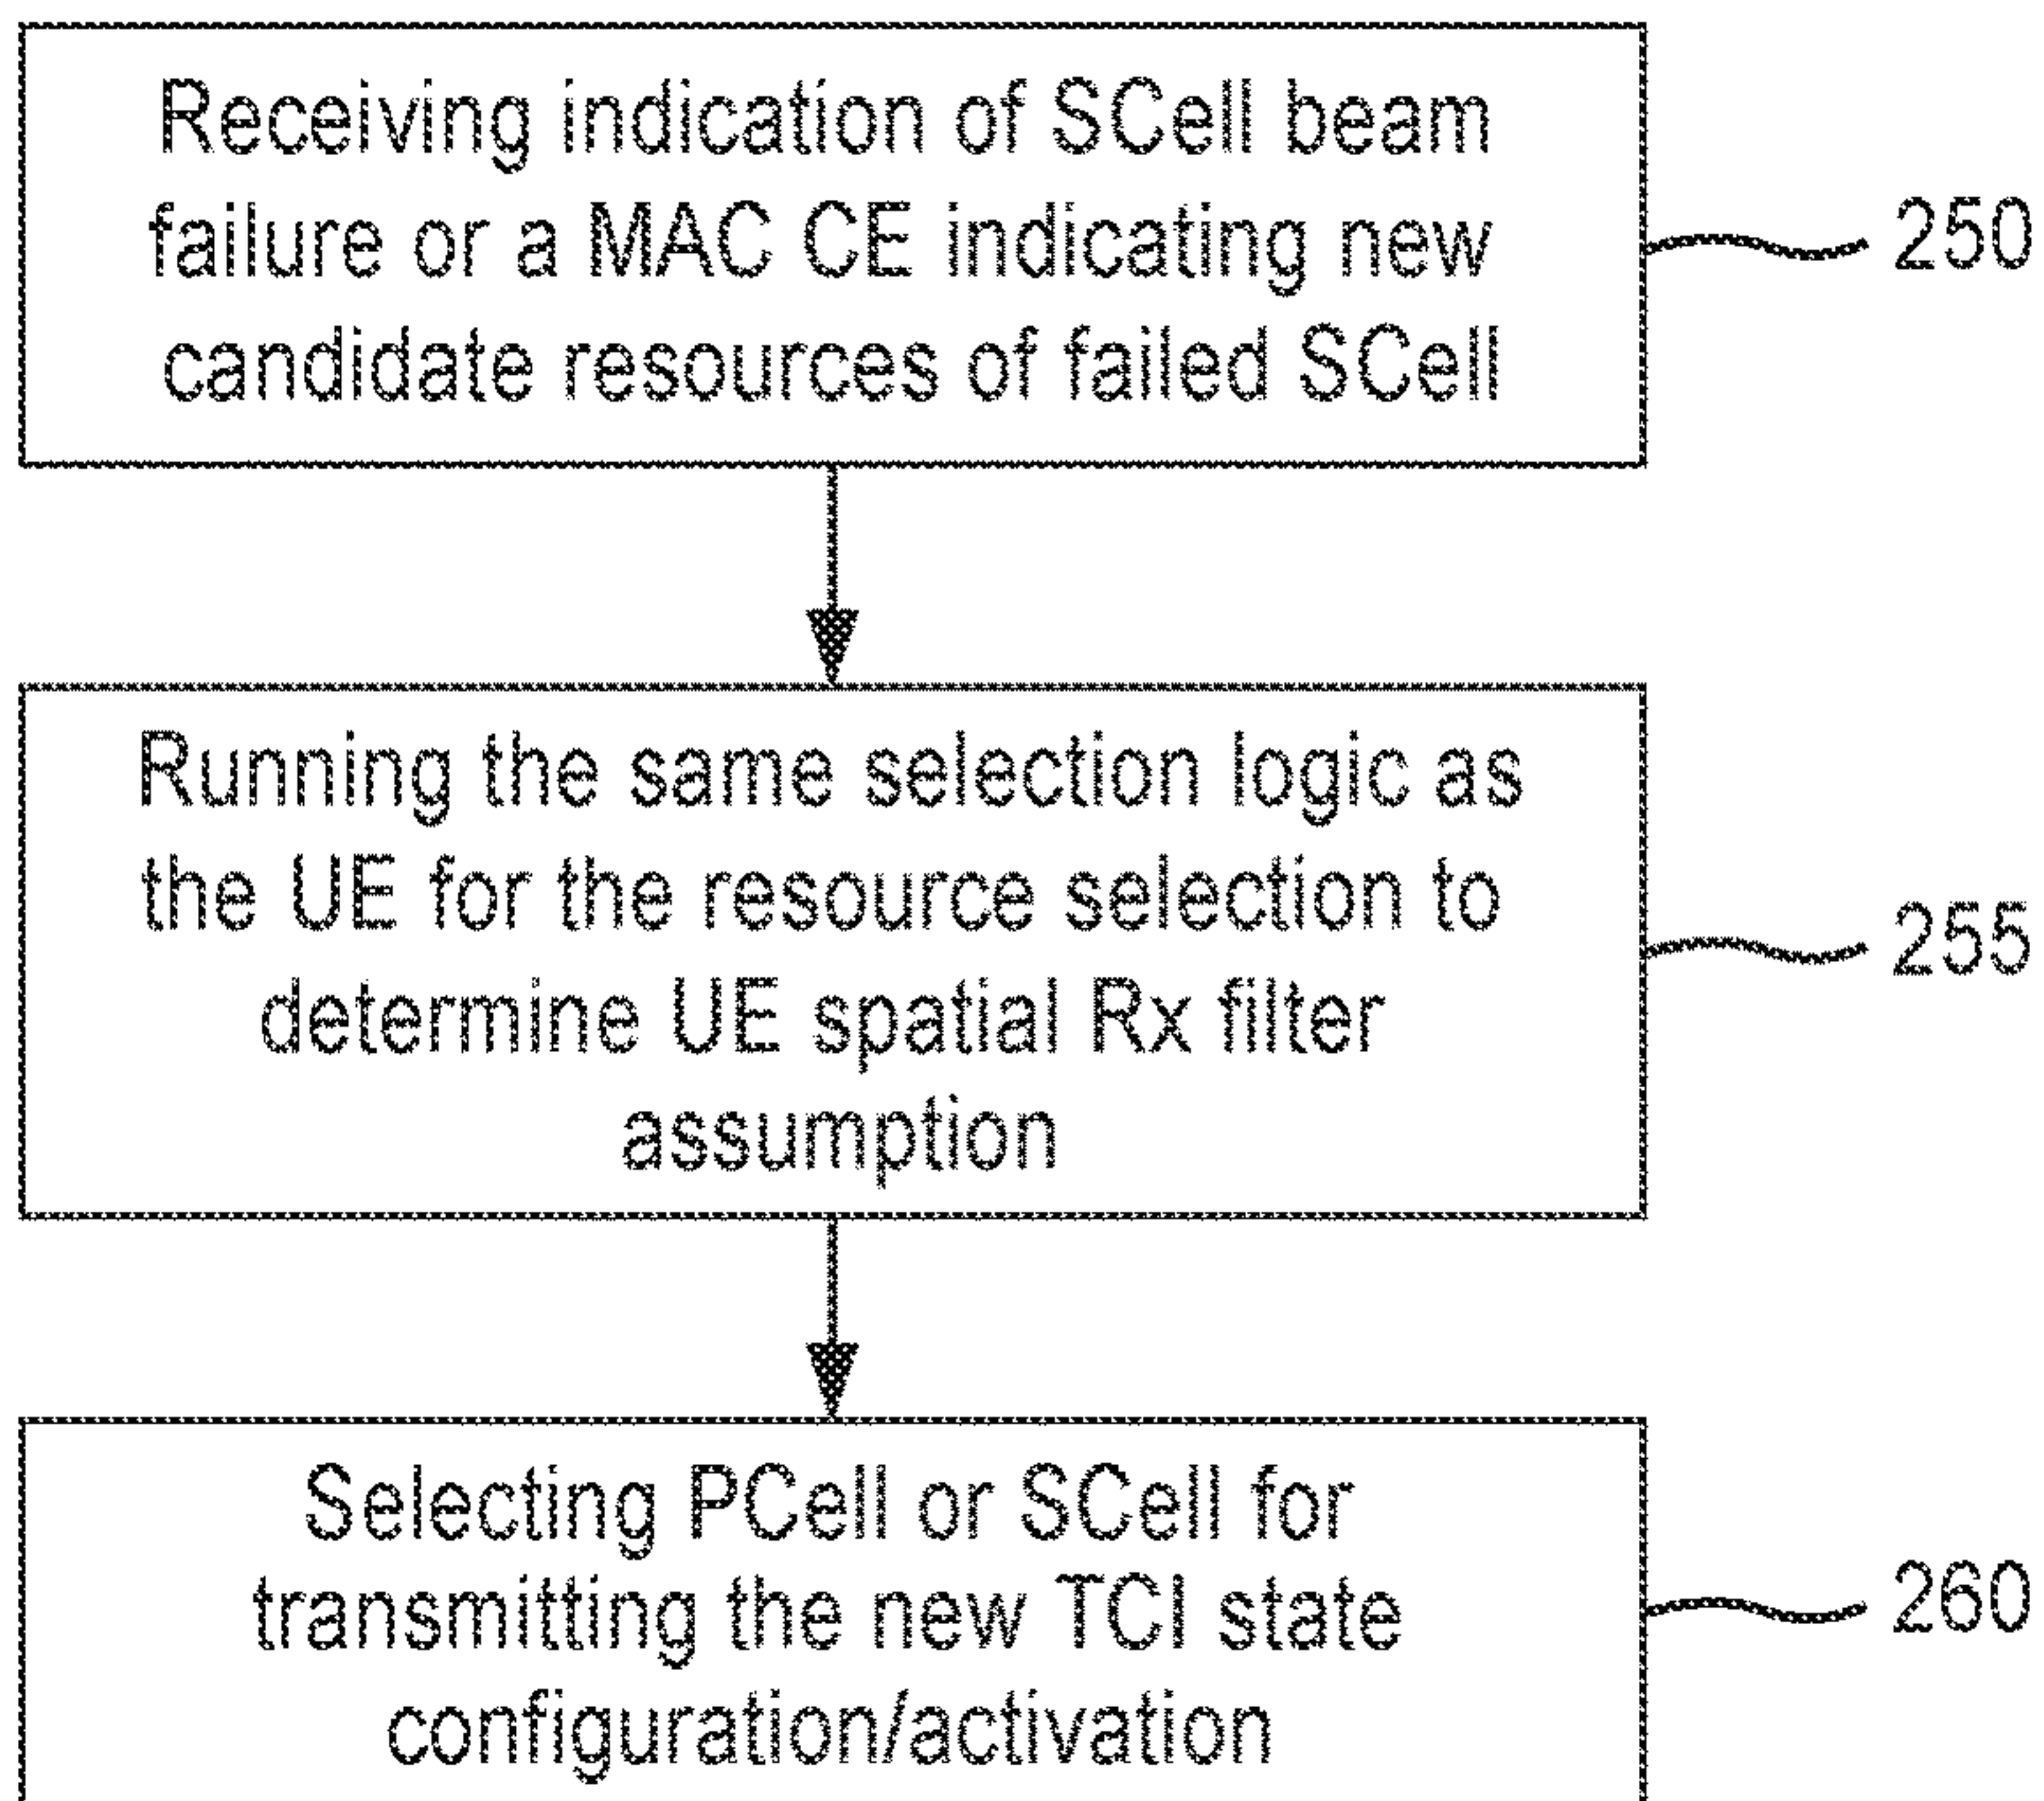 Receiving indication of SCell beam
failure or a MAC CE indicating new
candidate resources of failed SCell
250
Running the same selection logic as
the UE for the resource selection to
determine UE spatial Rx filter
assumption
255
Selecting PCell or SCell for
transmitting the new TCI state
configuration/activation
260